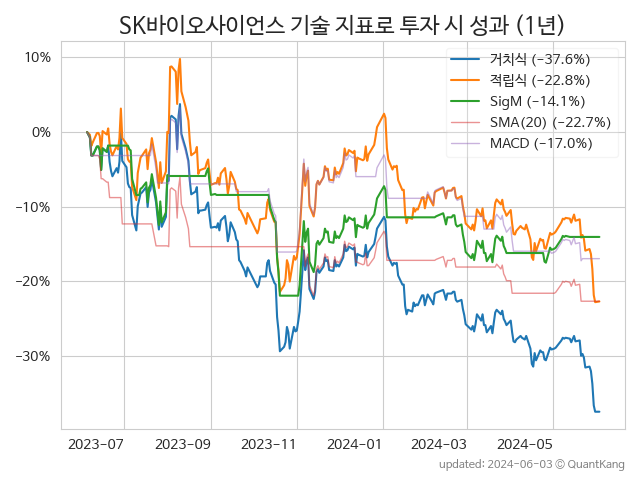 SK바이오사이언스 기술 지표로 투자 시 성과 (1년)
거치식 (−37.6%)
적립식 (−22.8%)
SigM (−14.1%)
SMA(20) (−22.7%)
MACD (−17.0%)
10%
0%
−10%
−20%
−30%
2023-07 2023-09 2023-11 2024-01 2024-03 2024-05
updated: 2024-06-03 ⓒ QuantKang